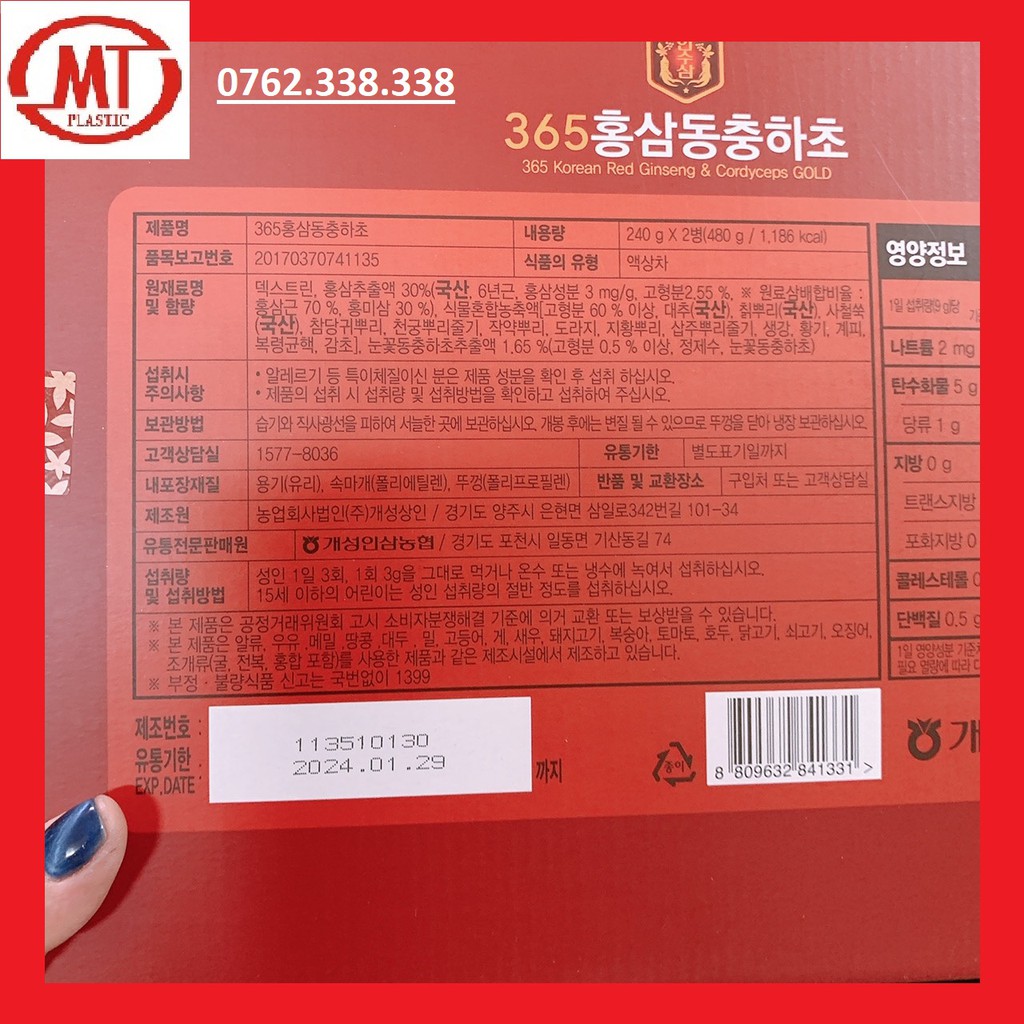 MT
PLASTIC
0762.338.338
인수삼
365홍삼동충하초
365 Korean Red Ginseng & Cordyceps GOLD
제품명 365홍삼동충하초 내용량 240 g X 2병(480 g / 1,186 kcal)
품목보고번호 20170370741135 식품의 유형 액상차
원재료명 및 함량
덱스트린, 홍삼추출액 30%(국산, 6년근, 홍삼성분 3 mg/g, 고형분2.55 %, ※ 원료삼배합비율 :
홍삼근 70 %, 홍미삼 30 %), 식물혼합농축액[고형분 60 % 이상, 대추(국산), 칡뿌리(국산), 사철쑥
(국산), 참당귀뿌리, 천궁뿌리줄기, 작약뿌리, 도라지, 지황뿌리, 삽주뿌리줄기, 생강, 황기, 계피,
복령균핵, 감초], 눈꽃동충하초추출액 1.65 %(고형분 0.5 % 이상, 정제수, 눈꽃동충하초)
섭취시 주의사항
• 알레르기 등 특이체질이신 분은 제품 성분을 확인 후 섭취 하십시오.
• 제품의 섭취 시 섭취량 및 섭취방법을 확인하고 섭취하여 주십시오.
보관방법 습기와 직사광선을 피하여 서늘한 곳에 보관하십시오. 개봉 후에는 변질 될 수 있으므로 뚜껑을 닫아 냉장 보관하십시오.
고객상담실 1577-8036 유통기한 별도표기일까지
내포장재질 용기(유리), 속마개(폴리에틸렌), 뚜껑(폴리프로필렌) 반품 및 교환장소 구입처 또는 고객상담실
제조원 농업회사법인(주)개성상인 / 경기도 양주시 은현면 삼일로342번길 101-34
유통전문판매원 개성인삼농협 / 경기도 포천시 일동면 기산동길 74
섭취량 및 섭취방법
성인 1일 3회, 1회 3g을 그대로 먹거나 온수 또는 냉수에 녹여서 섭취하십시오.
15세 이하의 어린이는 성인 섭취량의 절반 정도를 섭취하십시오.
※ 본 제품은 공정거래위원회 고시 소비자분쟁해결 기준에 의거 교환 또는 보상받을 수 있습니다.
※ 본 제품은 알류, 우유, 메밀, 땅콩, 대두, 밀, 고등어, 게, 새우, 돼지고기, 복숭아, 토마토, 호두, 닭고기, 쇠고기, 오징어,
조개류(굴, 전복, 홍합 포함)를 사용한 제품과 같은 제조시설에서 제조하고 있습니다.
※ 부정·불량식품 신고는 국번없이 1399
영양정보
1일 섭취량(9 g)당
나트륨 2 mg
탄수화물 5 g
당류 1 g
지방 0 g
트랜스지방
포화지방 0
콜레스테롤 0
단백질 0.5 g
1일 영양성분 기준치
필요 열량에 따라 다
제조번호 :
유통기한 :
EXP.DATE
113510130
2024.01.29
까지
종이
8 809632 841331 >
개